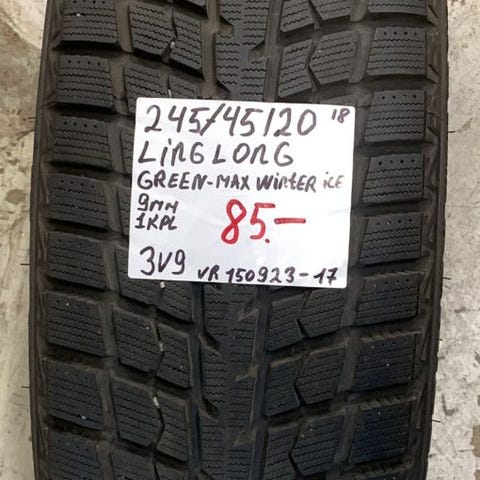 245/45/20 18
LINGLONG
GREEN-MAX WINTER ICE
9MM
1KPL 85.-
3V9 VR 150923-17